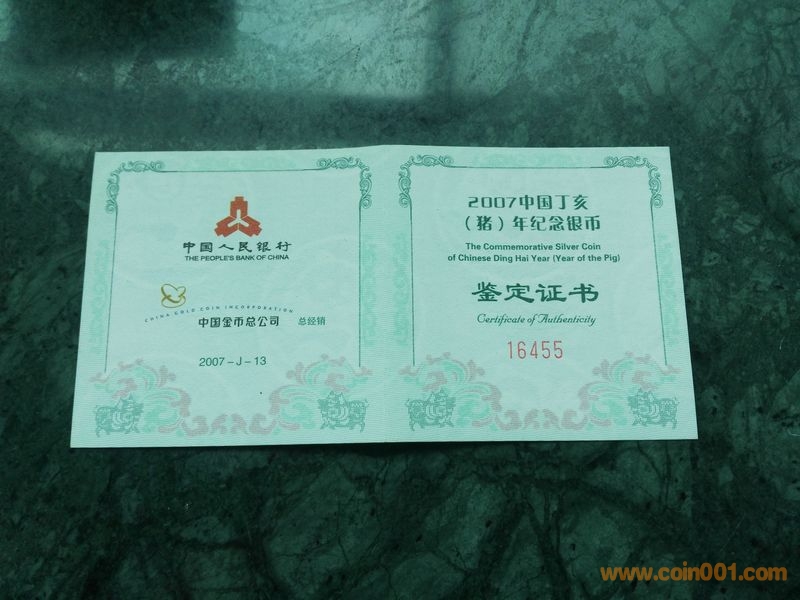 中国人民银行
THE PEOPLE'S BANK OF CHINA
CHINA GOLD COIN INCORPORATION
中国金币总公司 总经销
2007-J-13
2007中国丁亥
（猪）年纪念银币
The Commemorative Silver Coin
of Chinese Ding Hai Year (Year of the Pig)
鉴定证书
Certificate of Authenticity
16455
www.coin001.com